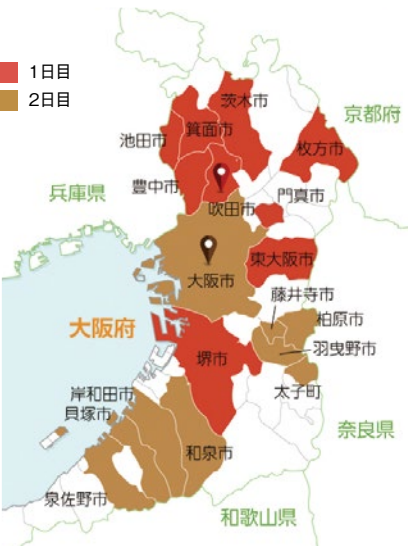 1日目
2日目
茨木市
京都府
池田市
箕面市
枚方市
兵庫県
豊中市
吹田市
門真市
東大阪市
大阪市
藤井寺市
柏原市
大阪府
羽曳野市
堺市
太子町
岸和田市
貝塚市
奈良県
和泉市
泉佐野市
和歌山県